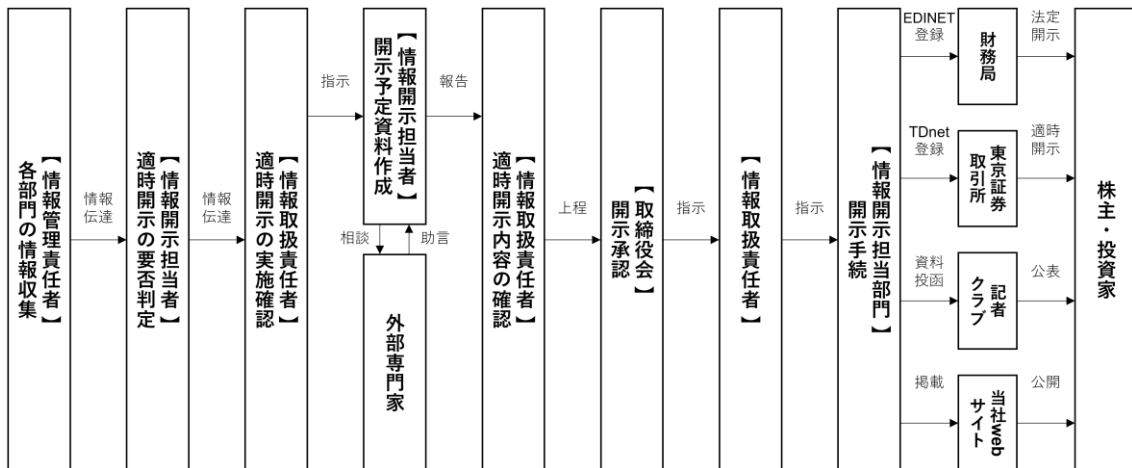 【情報管理責任者】
各部門の情報収集
情報
伝達
【情報開示担当者】
適時開示の要否判定
情報
伝達
【情報取扱責任者】
適時開示の実施確認
指示
【情報開示担当者】
開示予定資料作成
相談
助言
外部専門家
報告
【情報取扱責任者】
適時開示内容の確認
上程
【取締役会】
開示承認
指示
【情報取扱責任者】
指示
【情報開示担当部門】
開示手続
EDINET
登録
財務局
法定
開示
TDnet
登録
東京証券
取引所
適時
開示
資料
投函
記者
クラブ
公表
掲載
当社web
サイト
公開
株主・投資家